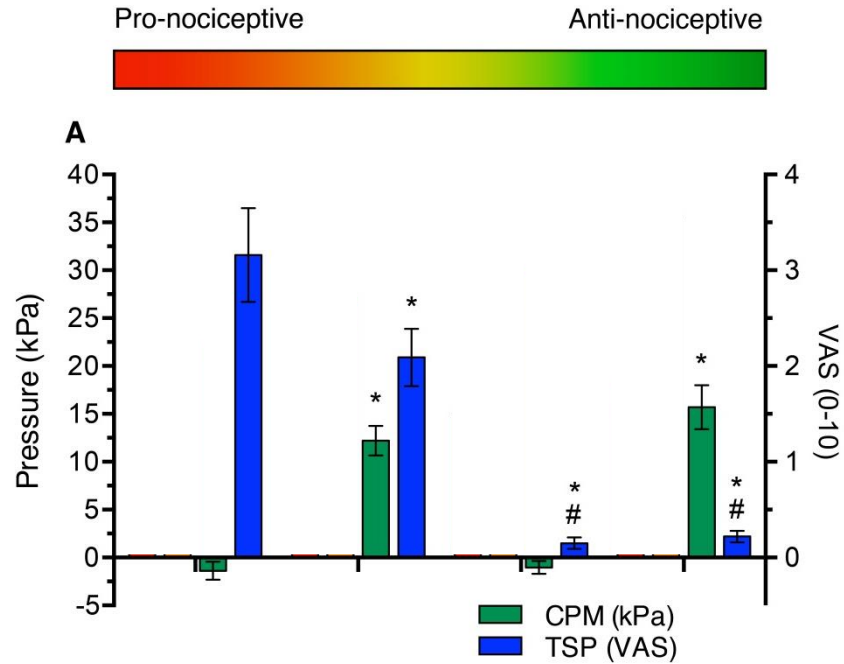 Pro-nociceptive Anti-nociceptive
A
40 4
35
30 3
25
20 2
15
10 1
5
0 0
-5
Pressure (kPa)
VAS (0-10)
*
* *
* *
# #
*
CPM (kPa)
TSP (VAS)